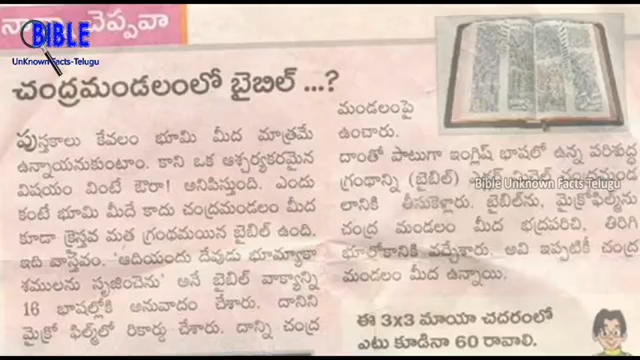 నాన్నా చెప్పవా
BIBLE
UnKnown Facts-Telugu
చంద్రమండలంలో బైబిల్ ...?
పుస్తకాలు కేవలం భూమి మీద మాత్రమే
ఉన్నాయనుకుంటాం. కాని ఒక ఆశ్చర్యకరమైన
విషయం వింటే ఔరా! అనిపిస్తుంది. ఎందు
కంటే భూమి మీదే కాదు చంద్రమండలం మీద
కూడా క్రైస్తవ మత గ్రంథమయిన బైబిల్ ఉంది.
ఇది వాస్తవం. 'ఆదియందు దేవుడు భూమ్యాకా
శములను సృజించెను' అనే బైబిల్ వాక్యాన్ని
16 భాషల్లోకి అనువాదం చేశారు. దానిని
మైక్రో ఫిల్మ్‌లో రికార్డు చేశారు. దాన్ని చంద్ర
మండలంపై
ఉంచారు.
దాంతో పాటుగా ఇంగ్లిష్ భాషలో ఉన్న పరిశుద్ధ
గ్రంథాన్ని (బైబిల్)
లానికి తీసుకెళ్లారు. బైబిల్‌ను, మైక్రోఫిల్మ్‌ను
చంద్ర మండలం మీద భద్రపరిచి, తిరిగి
భూలోకానికి వచ్చేశారు. అవి ఇప్పటికీ చంద్ర
మండలం మీద ఉన్నాయి.
Bible Unknown Facts Telugu
ఈ 3x3 మాయా చదరంలో
ఎటు కూడినా 60 రావాలి.